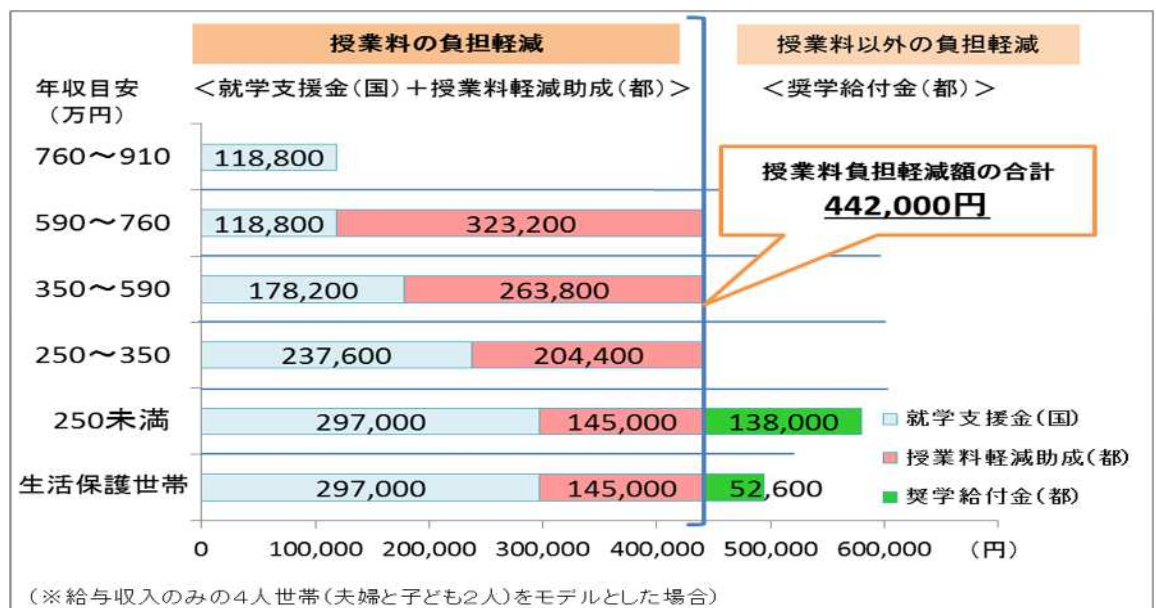 授業料の負担軽減
授業料以外の負担軽減
年収目安
(万円)
<就学支援金(国)+授業料軽減助成(都)>
<奨学給付金(都)>
760~910
118,800
授業料負担軽減額の合計
442,000円
590~760
118,800
323,200
350~590
178,200
263,800
250~350
237,600
204,400
250未満
297,000
145,000
138,000
就学支援金(国)
授業料軽減助成(都)
奨学給付金(都)
生活保護世帯
297,000
145,000
52,600
0
100,000
200,000
300,000
400,000
500,000
600,000
(円)
(※給与収入のみの4人世帯(夫婦と子ども2人)をモデルとした場合)